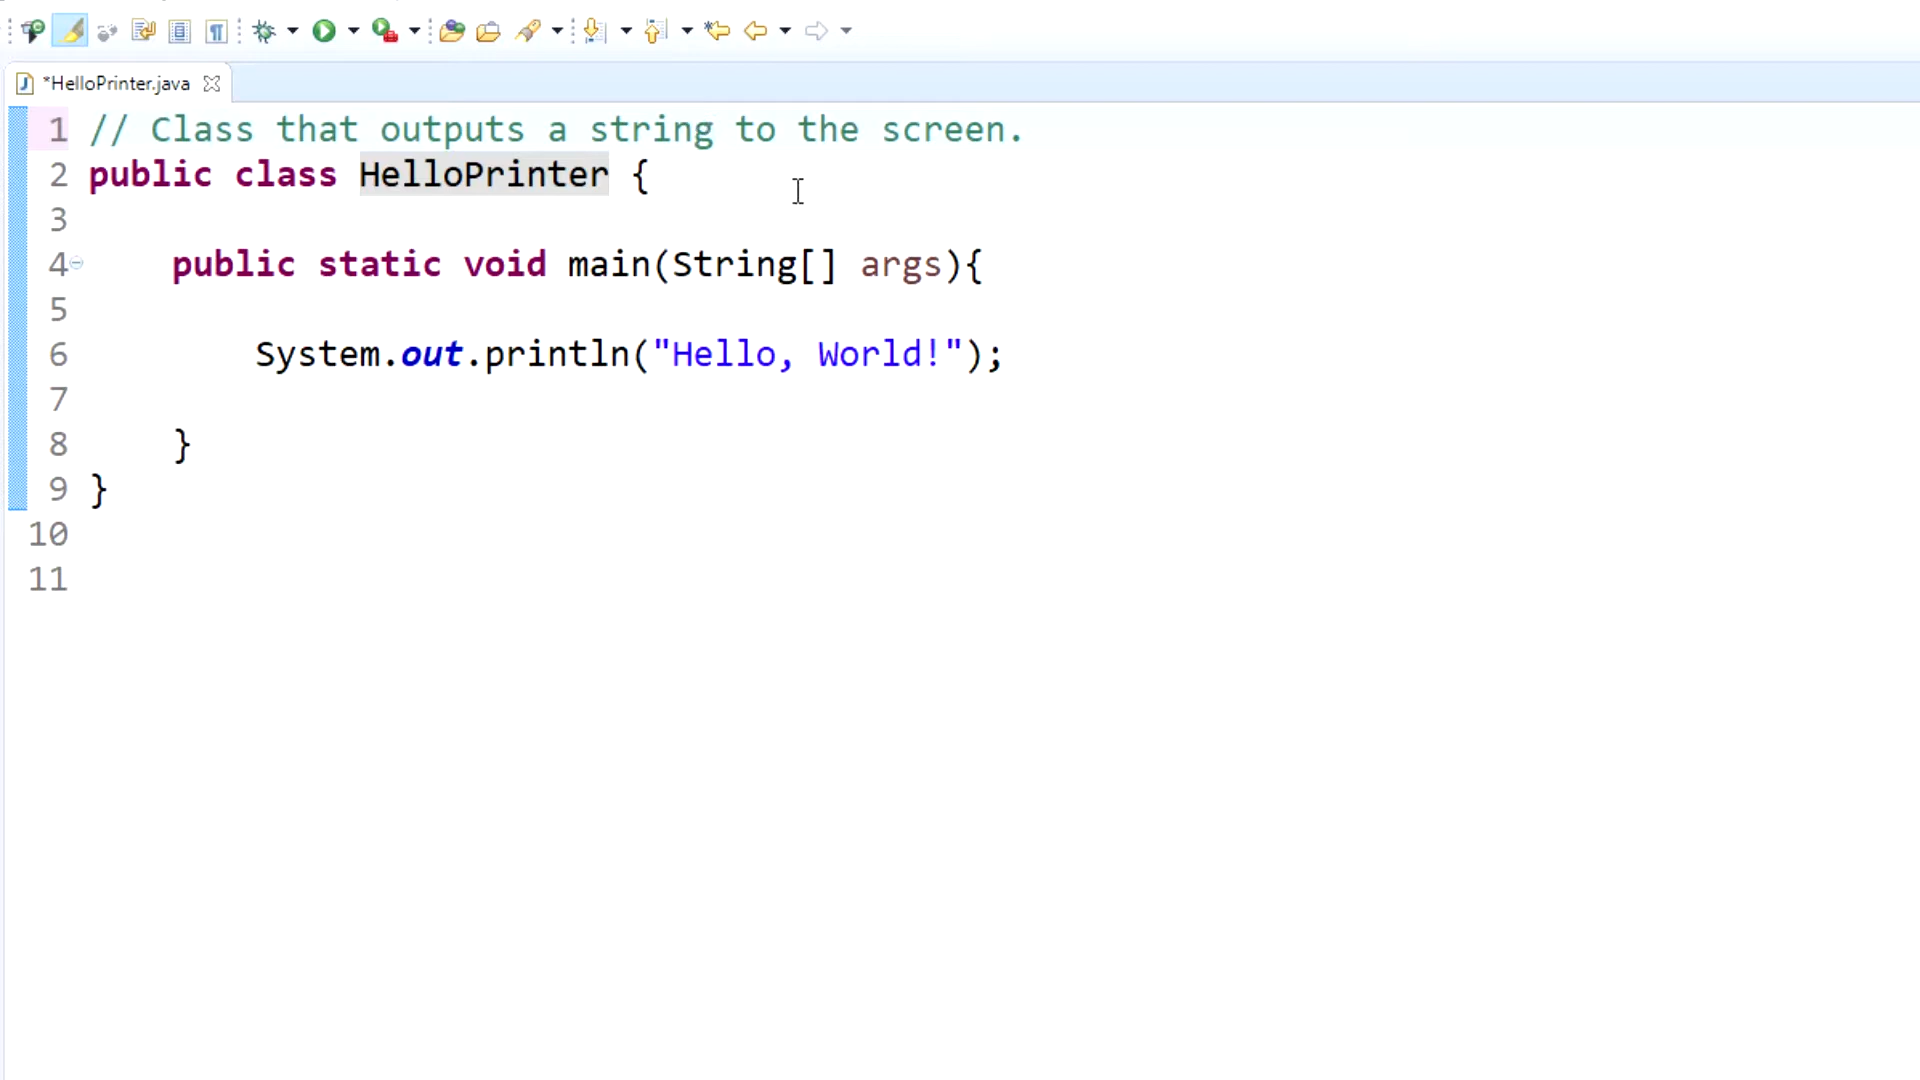 *HelloPrinter.java
1 // Class that outputs a string to the screen.
2 public class HelloPrinter {
3
4 public static void main(String[] args){
5
6 System.out.println("Hello, World!");
7
8 }
9 }
10
11